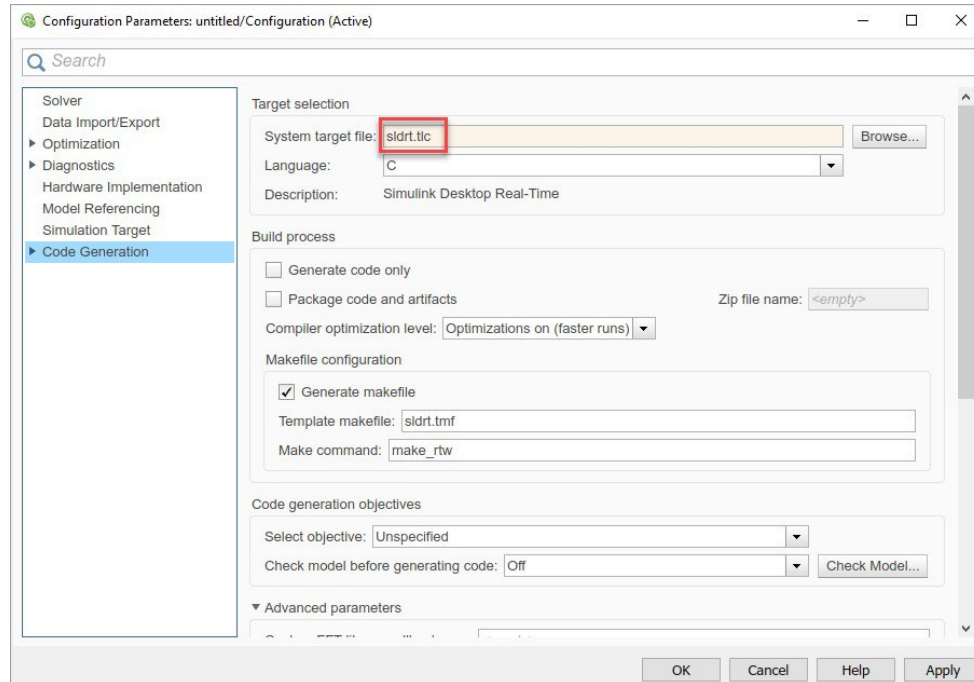 Configuration Parameters: untitled/Configuration (Active)
Search
Solver
Data Import/Export
Optimization
Diagnostics
Hardware Implementation
Model Referencing
Simulation Target
Code Generation
Target selection
System target file: sldrt.tlc Browse...
Language: C
Description: Simulink Desktop Real-Time
Build process
Generate code only
Package code and artifacts Zip file name: <empty>
Compiler optimization level: Optimizations on (faster runs)
Makefile configuration
Generate makefile
Template makefile: sldrt.tmf
Make command: make_rtw
Code generation objectives
Select objective: Unspecified
Check model before generating code: Off Check Model...
Advanced parameters
OK Cancel Help Apply